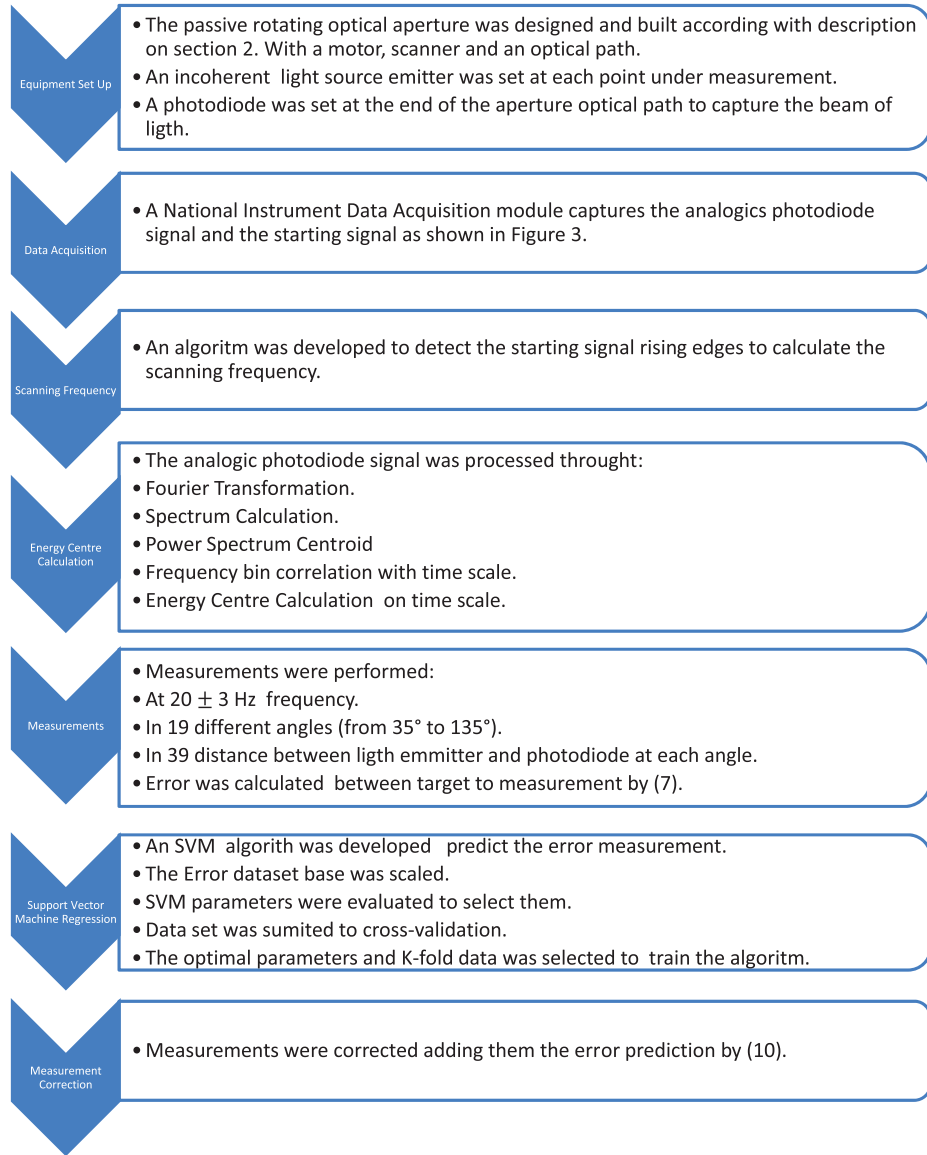 Equipment Set Up
• The passive rotating optical aperture was designed and built according with description
on section 2. With a motor, scanner and an optical path.
• An incoherent light source emitter was set at each point under measurement.
• A photodiode was set at the end of the aperture optical path to capture the beam of
ligth.
Data Acquisition
• A National Instrument Data Acquisition module captures the analogics photodiode
signal and the starting signal as shown in Figure 3.
Scanning Frequency
• An algoritm was developed to detect the starting signal rising edges to calculate the
scanning frequency.
Energy Centre
Calculation
• The analogic photodiode signal was processed throught:
• Fourier Transformation.
• Spectrum Calculation.
• Power Spectrum Centroid
• Frequency bin correlation with time scale.
• Energy Centre Calculation on time scale.
Measurements
• Measurements were performed:
• At 20 ± 3 Hz frequency.
• In 19 different angles (from 35° to 135°).
• In 39 distance between ligth emmitter and photodiode at each angle.
• Error was calculated between target to measurement by (7).
Support Vector
Machine Regression
• An SVM algorith was developed predict the error measurement.
• The Error dataset base was scaled.
• SVM parameters were evaluated to select them.
• Data set was sumited to cross-validation.
• The optimal parameters and K-fold data was selected to train the algoritm.
Measurement
Correction
• Measurements were corrected adding them the error prediction by (10).